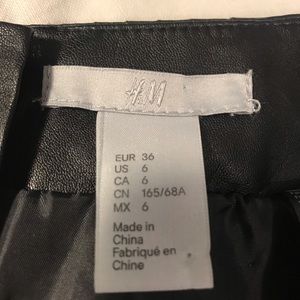 H&M
EUR 36
US 6
CA 6
CN 165/68A
MX 6
Made in
China
Fabriqué en
Chine